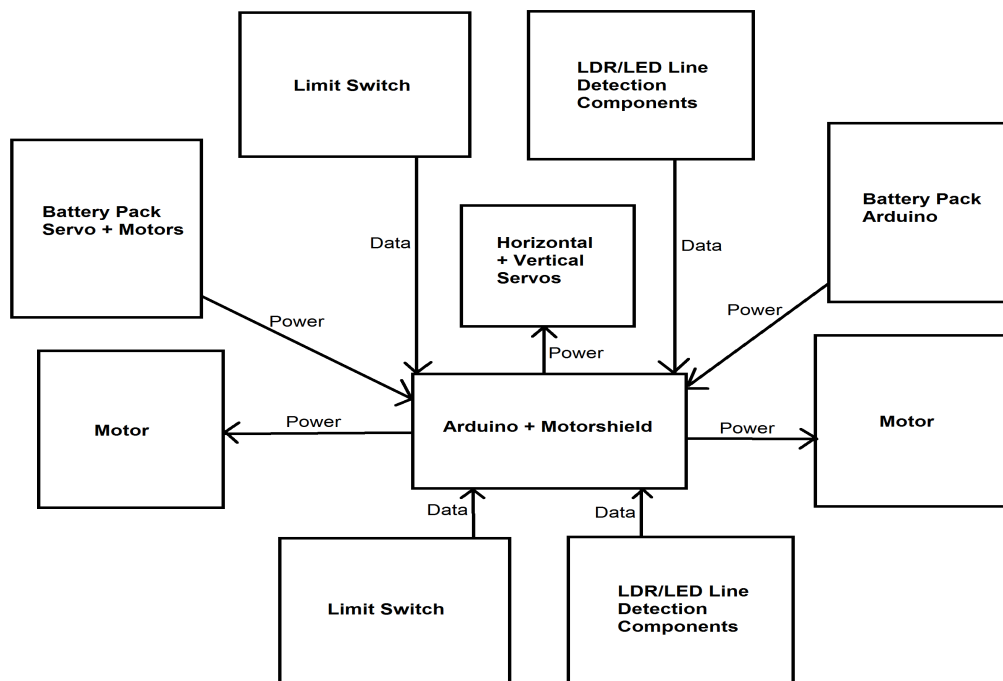 Limit Switch
LDR/LED Line
Detection
Components
Battery Pack
Servo + Motors
Battery Pack
Arduino
Data
Horizontal
+ Vertical
Servos
Data
Power
Power
Power
Motor
Power
Arduino + Motorshield
Power
Motor
Data
Data
Limit Switch
LDR/LED Line
Detection
Components